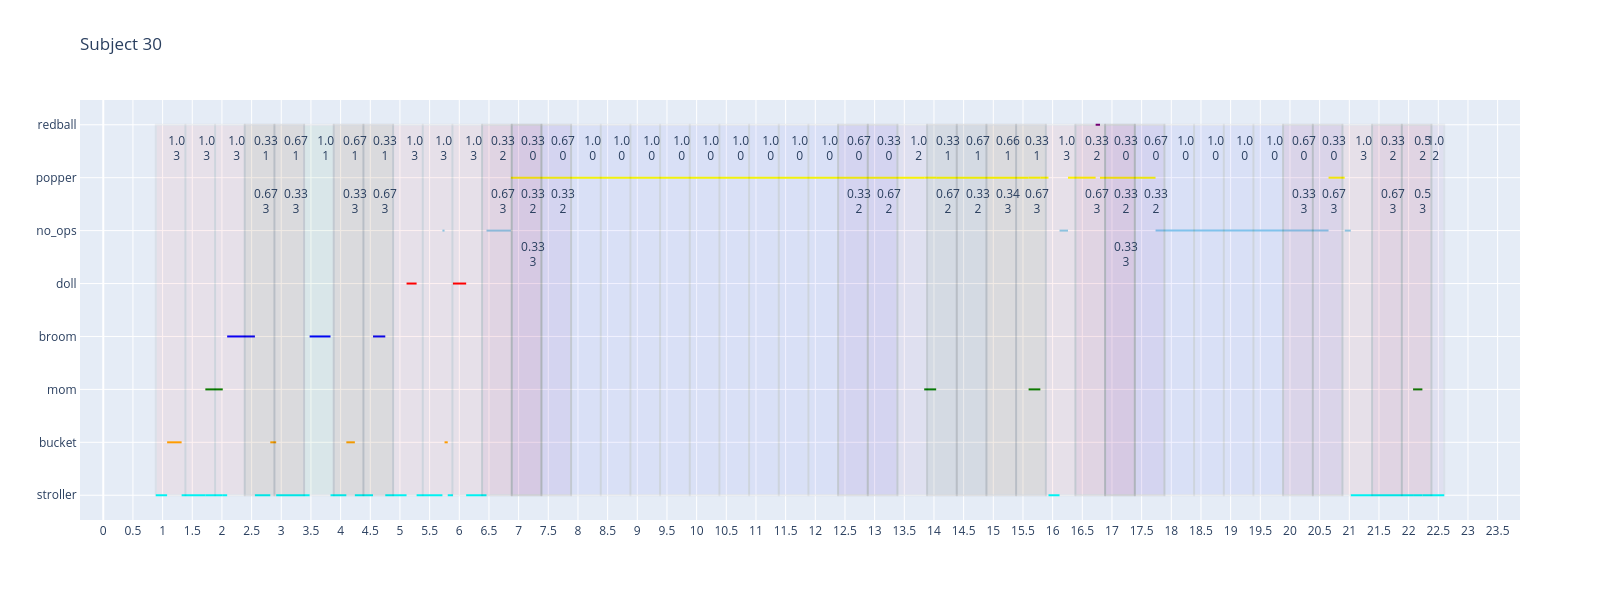 Subject 30
redball
1.0 1.0 1.0 0.33 0.67 1.0 0.67 0.33 1.0 1.0 1.0 0.33 0.33 0.67 1.0 1.0 1.0 1.0 1.0 1.0 1.0 1.0 1.0 0.67 0.33 1.0 0.33 0.67 0.66 0.33 1.0 0.33 0.33 0.67 1.0 1.0 1.0 1.0 0.67 0.33 1.0 0.33 0.5 1.0
3 3 3 1 1 1 1 1 3 3 3 2 0 0 0 0 0 0 0 0 0 0 0 0 0 2 1 1 1 1 3 2 0 0 0 0 0 0 0 0 3 2 2 2
popper
0.67 0.33 0.33 0.67 0.67 0.33 0.33 0.33 0.67 0.67 0.33 0.34 0.67 0.67 0.33 0.33 0.33 0.67 0.67 0.5
3 3 3 3 3 2 2 2 2 2 2 3 3 3 2 2 3 3 3 3
no_ops
0.33 0.33
3 3
doll
broom
mom
bucket
stroller
0 0.5 1 1.5 2 2.5 3 3.5 4 4.5 5 5.5 6 6.5 7 7.5 8 8.5 9 9.5 10 10.5 11 11.5 12 12.5 13 13.5 14 14.5 15 15.5 16 16.5 17 17.5 18 18.5 19 19.5 20 20.5 21 21.5 22 22.5 23 23.5